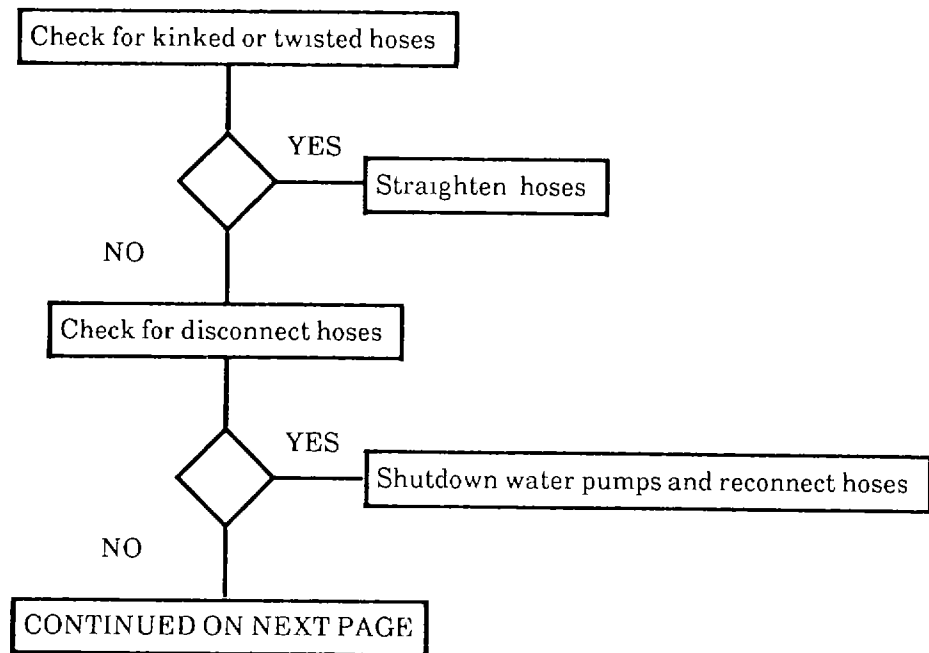 Check for kinked or twisted hoses
YES
Straighten hoses
NO
Check for disconnect hoses
YES
Shutdown water pumps and reconnect hoses
NO
CONTINUED ON NEXT PAGE